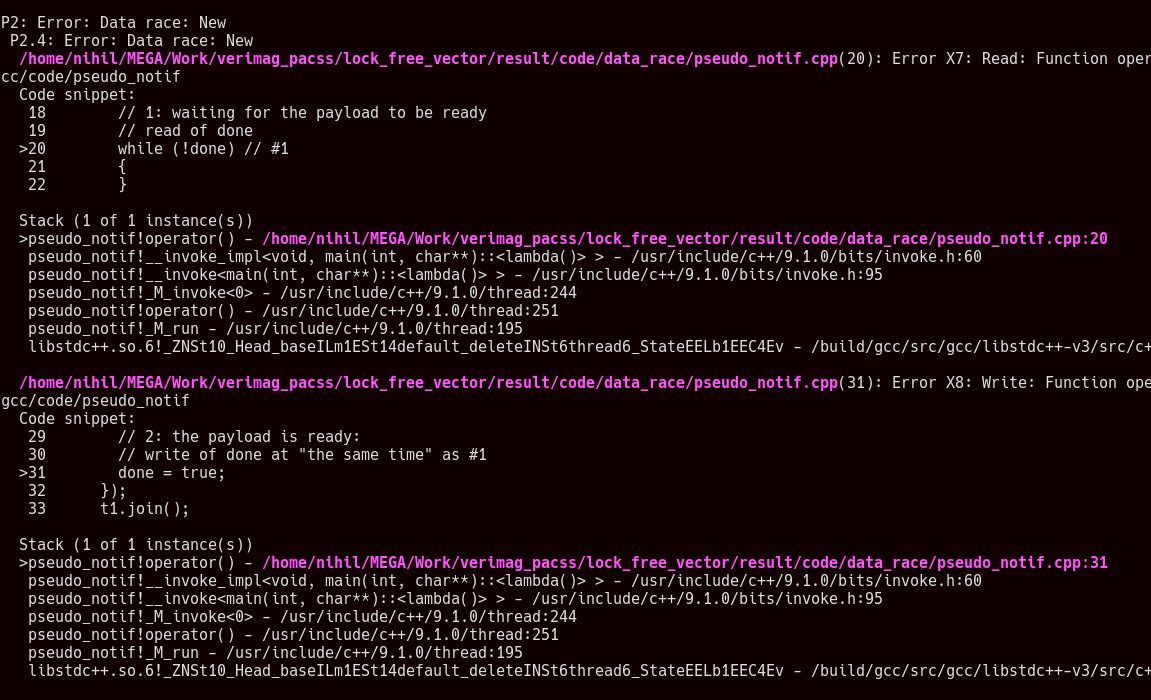 P2: Error: Data race: New
 P2.4: Error: Data race: New
  /home/nihil/MEGA/Work/verimag_pacss/lock_free_vector/result/code/data_race/pseudo_notif.cpp(20): Error X7: Read: Function oper
cc/code/pseudo_notif
  Code snippet:
   18        // 1: waiting for the payload to be ready
   19        // read of done
  >20        while (!done) // #1
   21        {
   22        }

  Stack (1 of 1 instance(s))
  >pseudo_notif!operator() - /home/nihil/MEGA/Work/verimag_pacss/lock_free_vector/result/code/data_race/pseudo_notif.cpp:20
   pseudo_notif!__invoke_impl<void, main(int, char**)::<lambda()> > - /usr/include/c++/9.1.0/bits/invoke.h:60
   pseudo_notif!__invoke<main(int, char**)::<lambda()> > - /usr/include/c++/9.1.0/bits/invoke.h:95
   pseudo_notif!_M_invoke<0> - /usr/include/c++/9.1.0/thread:244
   pseudo_notif!operator() - /usr/include/c++/9.1.0/thread:251
   pseudo_notif!_M_run - /usr/include/c++/9.1.0/thread:195
   libstdc++.so.6!_ZNSt10_Head_baseILm1ESt14default_deleteINSt6thread6_StateEELb1EEC4Ev - /build/gcc/src/gcc/libstdc++-v3/src/c+

  /home/nihil/MEGA/Work/verimag_pacss/lock_free_vector/result/code/data_race/pseudo_notif.cpp(31): Error X8: Write: Function ope
gcc/code/pseudo_notif
  Code snippet:
   29        // 2: the payload is ready:
   30        // write of done at "the same time" as #1
  >31        done = true;
   32      });
   33      t1.join();

  Stack (1 of 1 instance(s))
  >pseudo_notif!operator() - /home/nihil/MEGA/Work/verimag_pacss/lock_free_vector/result/code/data_race/pseudo_notif.cpp:31
   pseudo_notif!__invoke_impl<void, main(int, char**)::<lambda()> > - /usr/include/c++/9.1.0/bits/invoke.h:60
   pseudo_notif!__invoke<main(int, char**)::<lambda()> > - /usr/include/c++/9.1.0/bits/invoke.h:95
   pseudo_notif!_M_invoke<0> - /usr/include/c++/9.1.0/thread:244
   pseudo_notif!operator() - /usr/include/c++/9.1.0/thread:251
   pseudo_notif!_M_run - /usr/include/c++/9.1.0/thread:195
   libstdc++.so.6!_ZNSt10_Head_baseILm1ESt14default_deleteINSt6thread6_StateEELb1EEC4Ev - /build/gcc/src/gcc/libstdc++-v3/src/c+